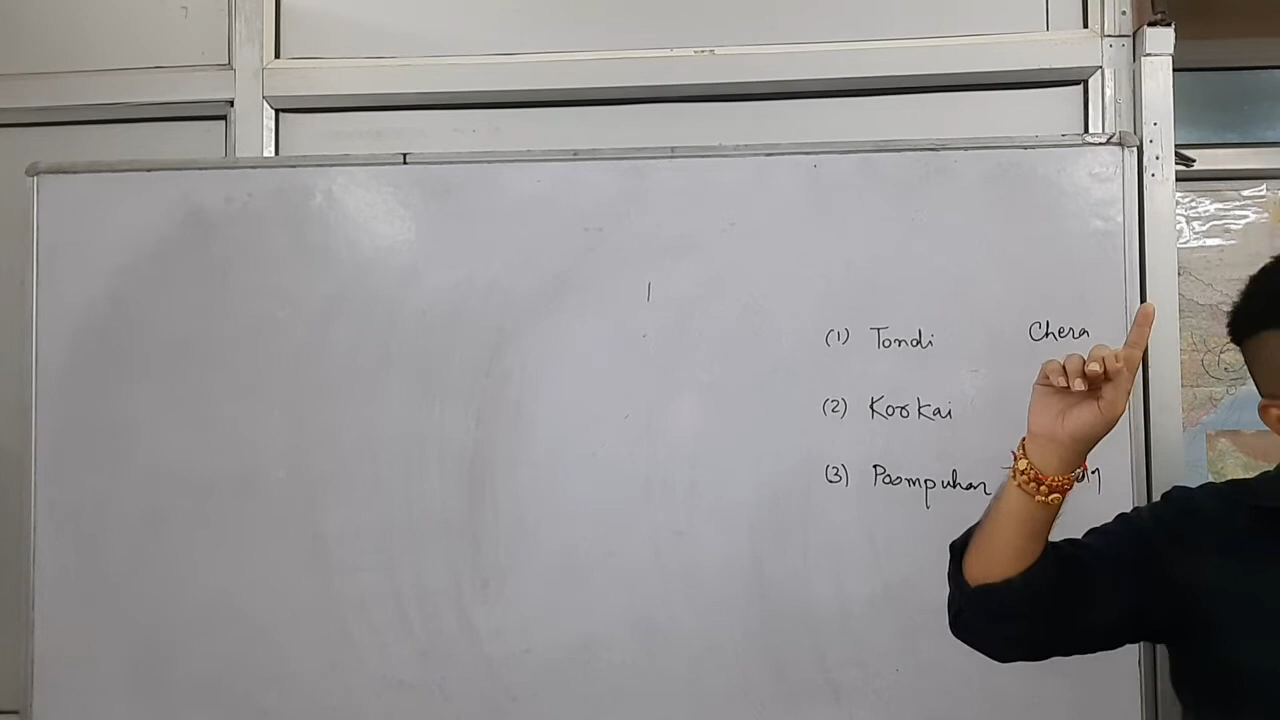 (1) Tondi Chera
(2) Korkai
(3) Poompuhar